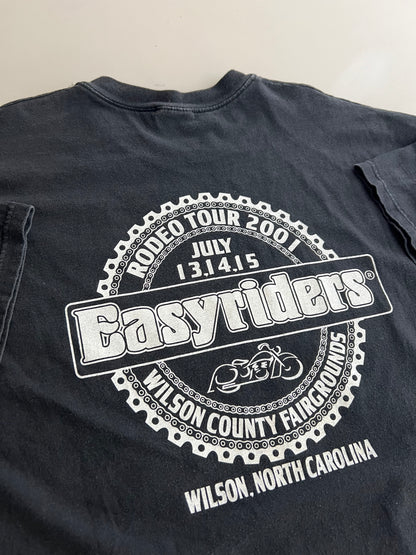 RODEO TOUR 2001
JULY
13,14,15
Easyriders®
WILSON COUNTY FAIRGROUNDS
WILSON, NORTH CAROLINA